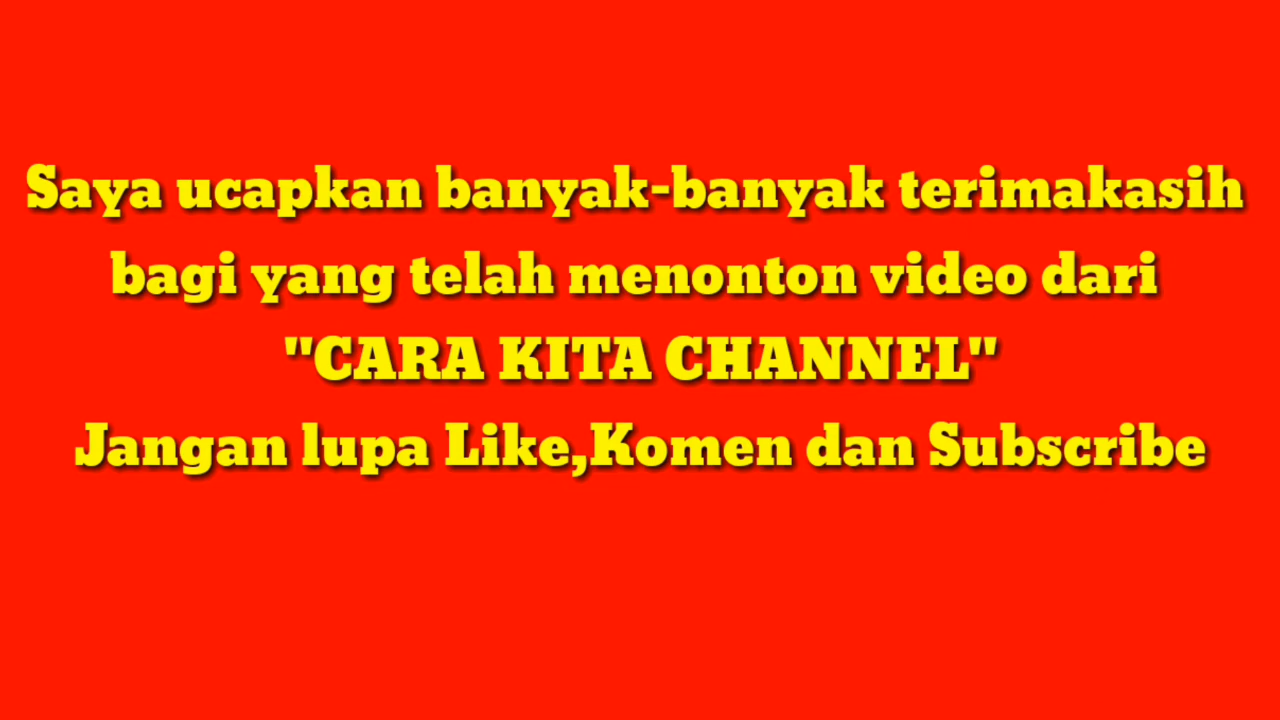 Saya ucapkan banyak-banyak terimakasih
bagi yang telah menonton video dari
"CARA KITA CHANNEL"
Jangan lupa Like,Komen dan Subscribe